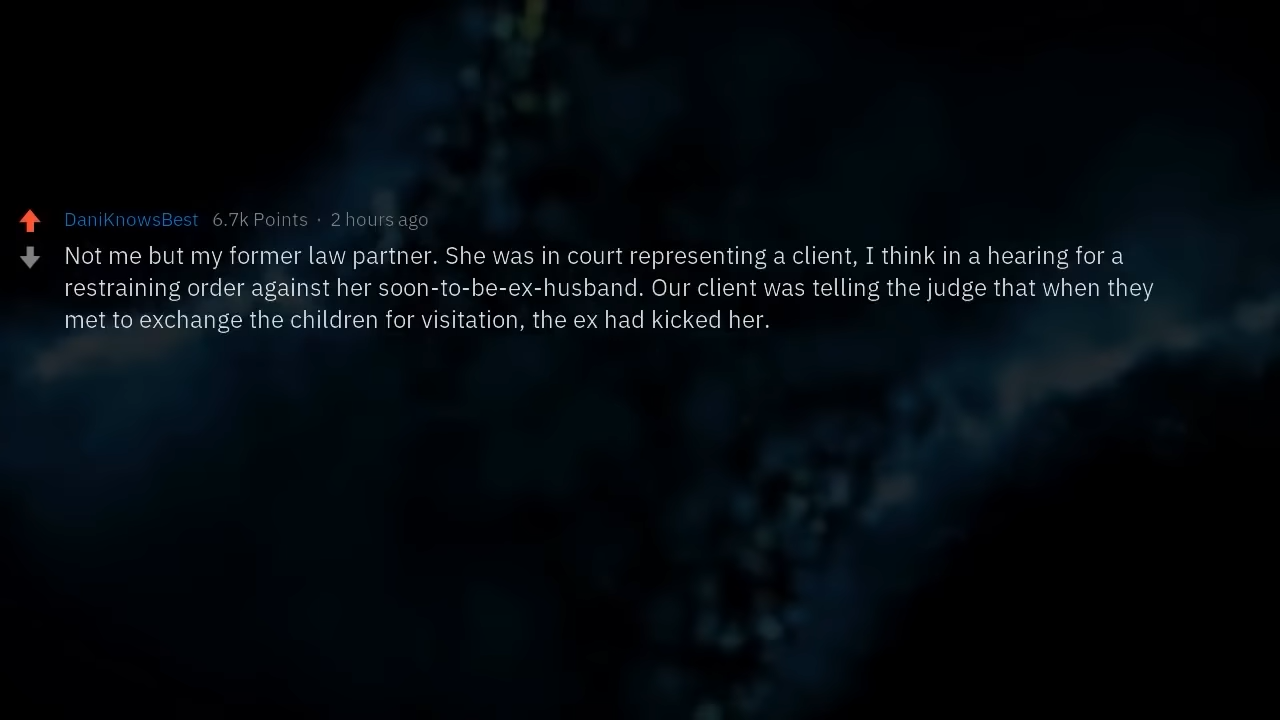 DaniKnowsBest 6.7k Points · 2 hours ago
Not me but my former law partner. She was in court representing a client, I think in a hearing for a
restraining order against her soon-to-be-ex-husband. Our client was telling the judge that when they
met to exchange the children for visitation, the ex had kicked her.